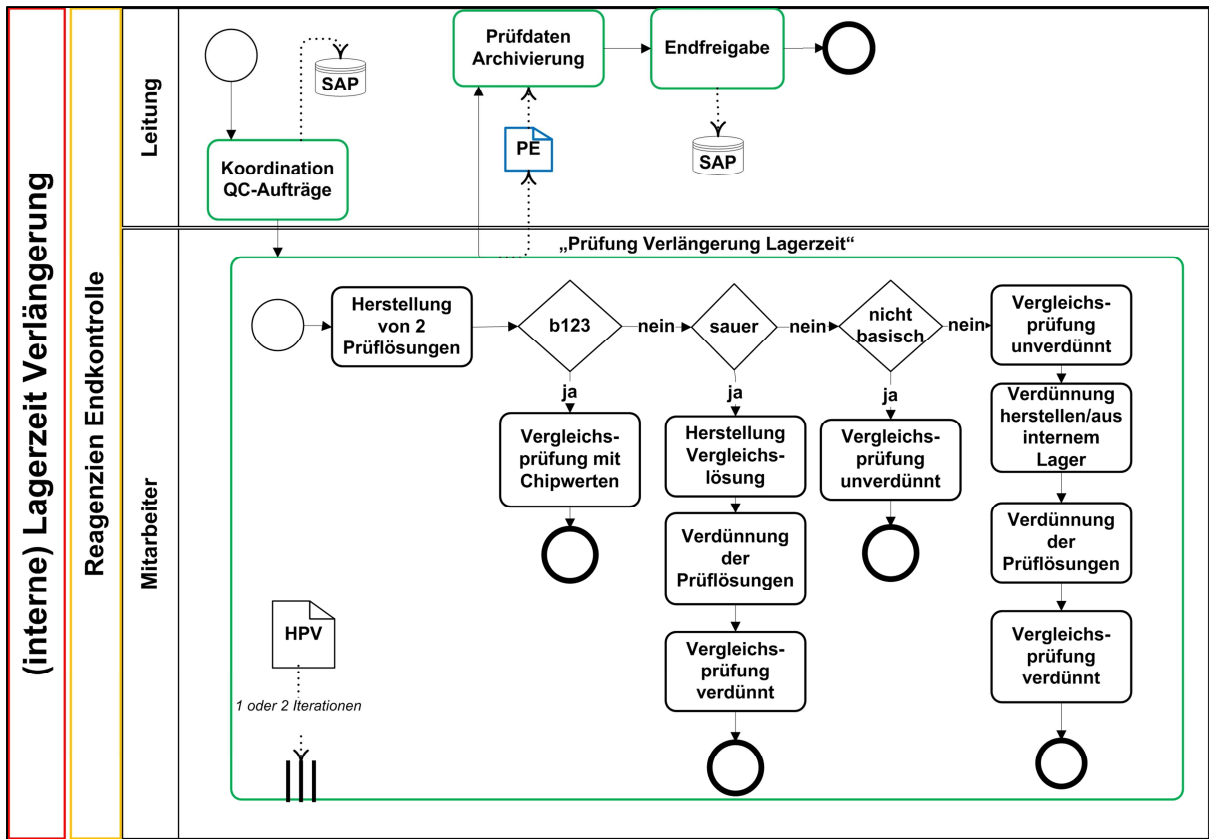 (interne) Lagerzeit Verlängerung
Reagenzien Endkontrolle
Leitung
SAP
Koordination
QC-Aufträge
Prüfdaten
Archivierung
PE
Endfreigabe
SAP
Mitarbeiter
„Prüfung Verlängerung Lagerzeit“
Herstellung
von 2
Prüflösungen
b123
nein
sauer
nein
nicht
basisch
nein
Vergleichs-
prüfung
unverdünnt
ja
Vergleichs-
prüfung mit
Chipwerten
ja
Herstellung
Vergleichs-
lösung
Verdünnung
der
Prüflösungen
Vergleichs-
prüfung
verdünnt
ja
Vergleichs-
prüfung
unverdünnt
Verdünnung
herstellen/aus
internem
Lager
Verdünnung
der
Prüflösungen
Vergleichs-
prüfung
verdünnt
HPV
1 oder 2 Iterationen